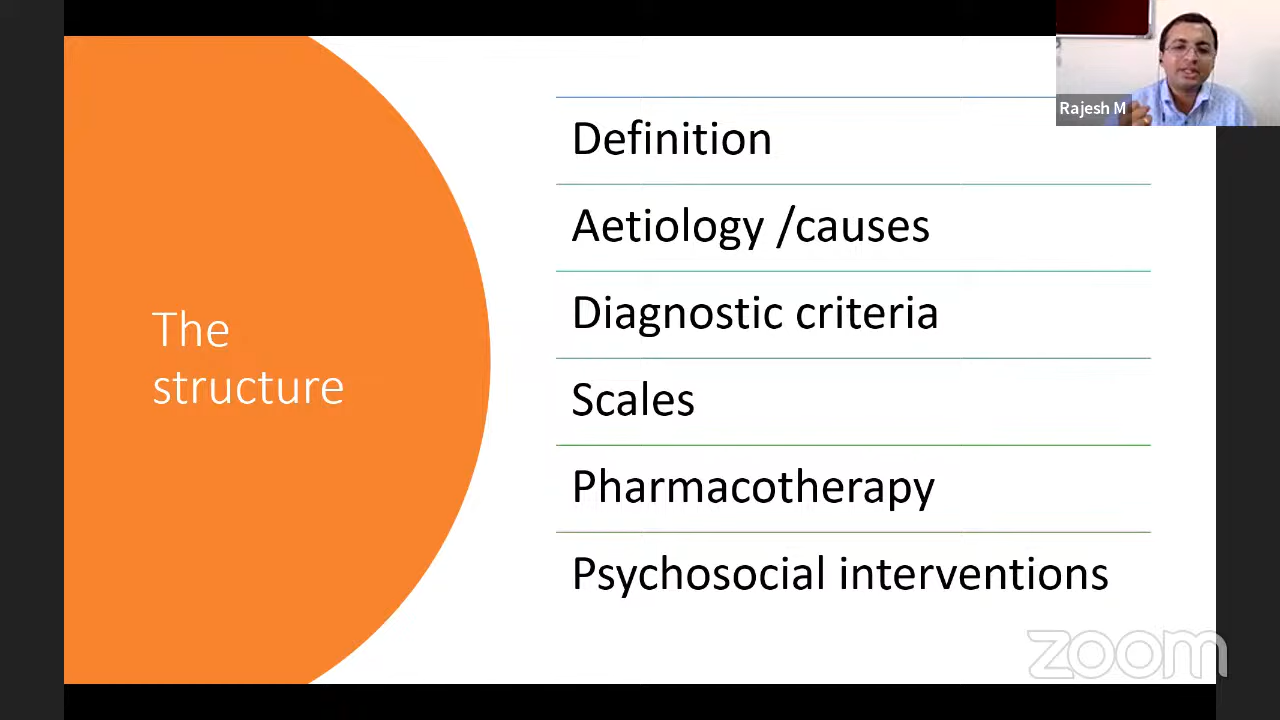 Rajesh M
Definition
Aetiology /causes
Diagnostic criteria
The
structure
Scales
Pharmacotherapy
Psychosocial interventions
zoom